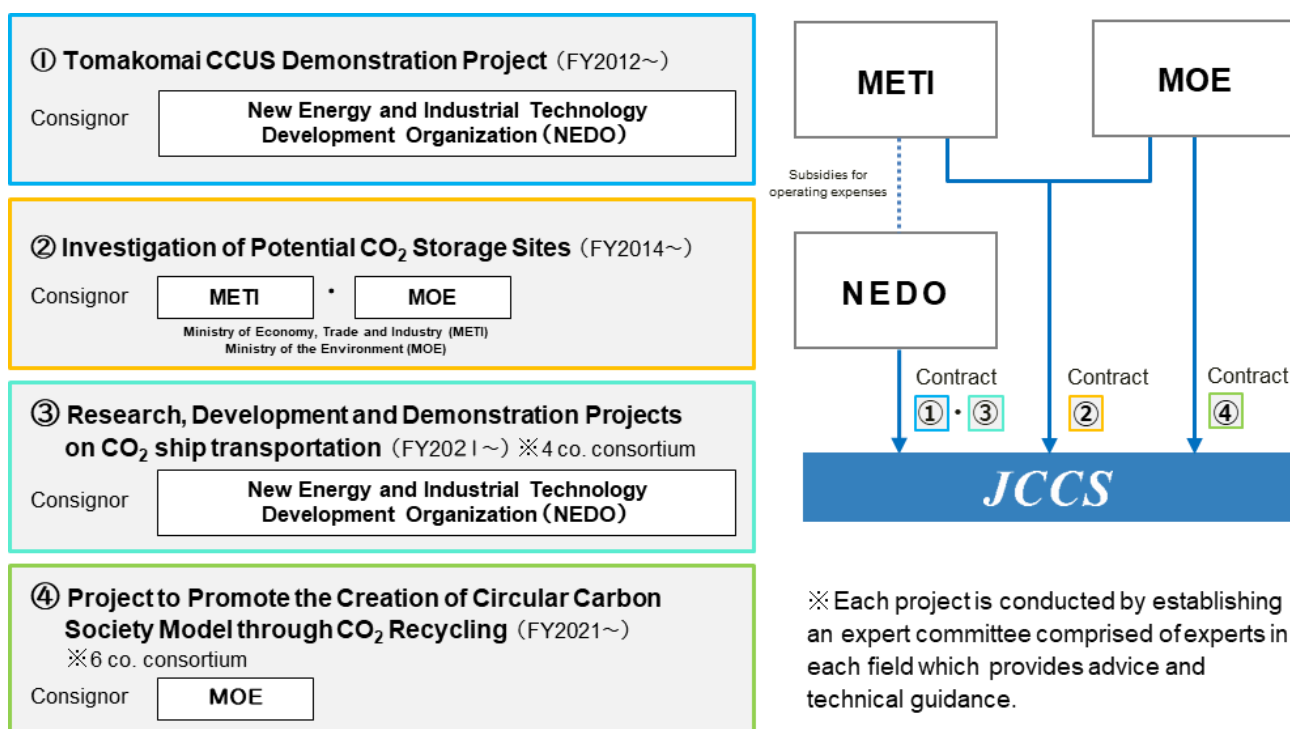 ① Tomakomai CCUS Demonstration Project (FY2012~)
Consignor
New Energy and Industrial Technology
Development Organization (NEDO)
② Investigation of Potential CO₂ Storage Sites (FY2014~)
Consignor
METI ・ MOE
Ministry of Economy, Trade and Industry (METI)
Ministry of the Environment (MOE)
③ Research, Development and Demonstration Projects
on CO₂ ship transportation (FY2021~) ※4 co. consortium
Consignor
New Energy and Industrial Technology
Development Organization (NEDO)
④ Project to Promote the Creation of Circular Carbon
Society Model through CO₂ Recycling (FY2021~)
※6 co. consortium
Consignor
MOE
METI
MOE
Subsidies for
operating expenses
NEDO
Contract
①・③
Contract
②
Contract
④
JCCS
※Each project is conducted by establishing
an expert committee comprised of experts in
each field which provides advice and
technical guidance.